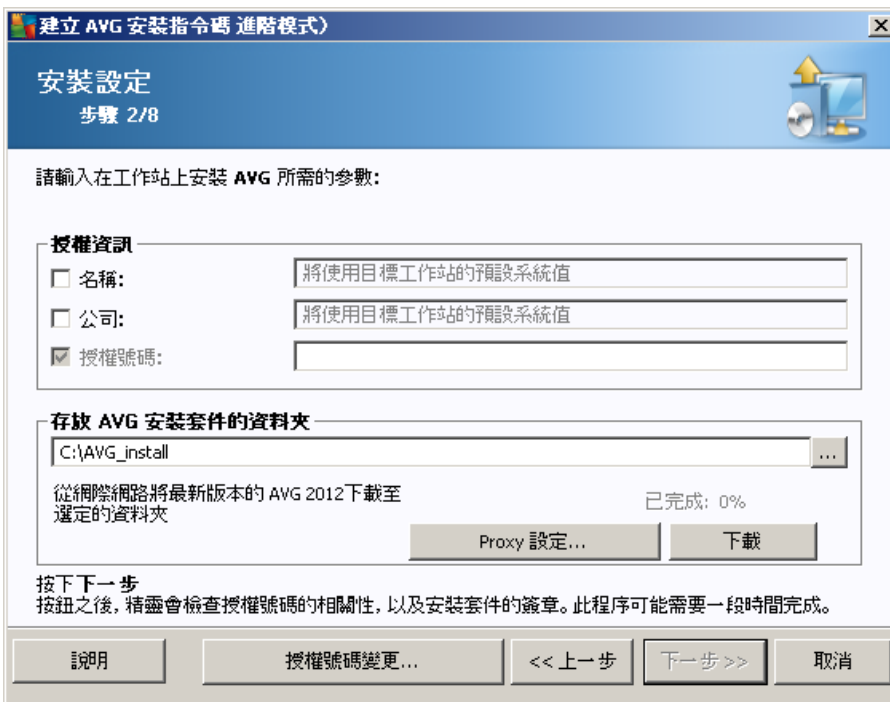 建立 AVG 安裝指令碼 進階模式)
安裝設定
步驟 2/8
請輸入在工作站上安裝 AVG 所需的參數:
授權資訊
名稱:
將使用目標工作站的預設系統值
公司:
將使用目標工作站的預設系統值
授權號碼:
存放 AVG 安裝套件的資料夾
C:\AVG_install
...
從網際網路將最新版本的 AVG 2012下載至
選定的資料夾
已完成: 0%
Proxy 設定...
下載
按下下一步
按鈕之後, 精靈會檢查授權號碼的相關性, 以及安裝套件的簽章。此程序可能需要一段時間完成。
說明
授權號碼變更...
<< 上一步
下一步 >>
取消